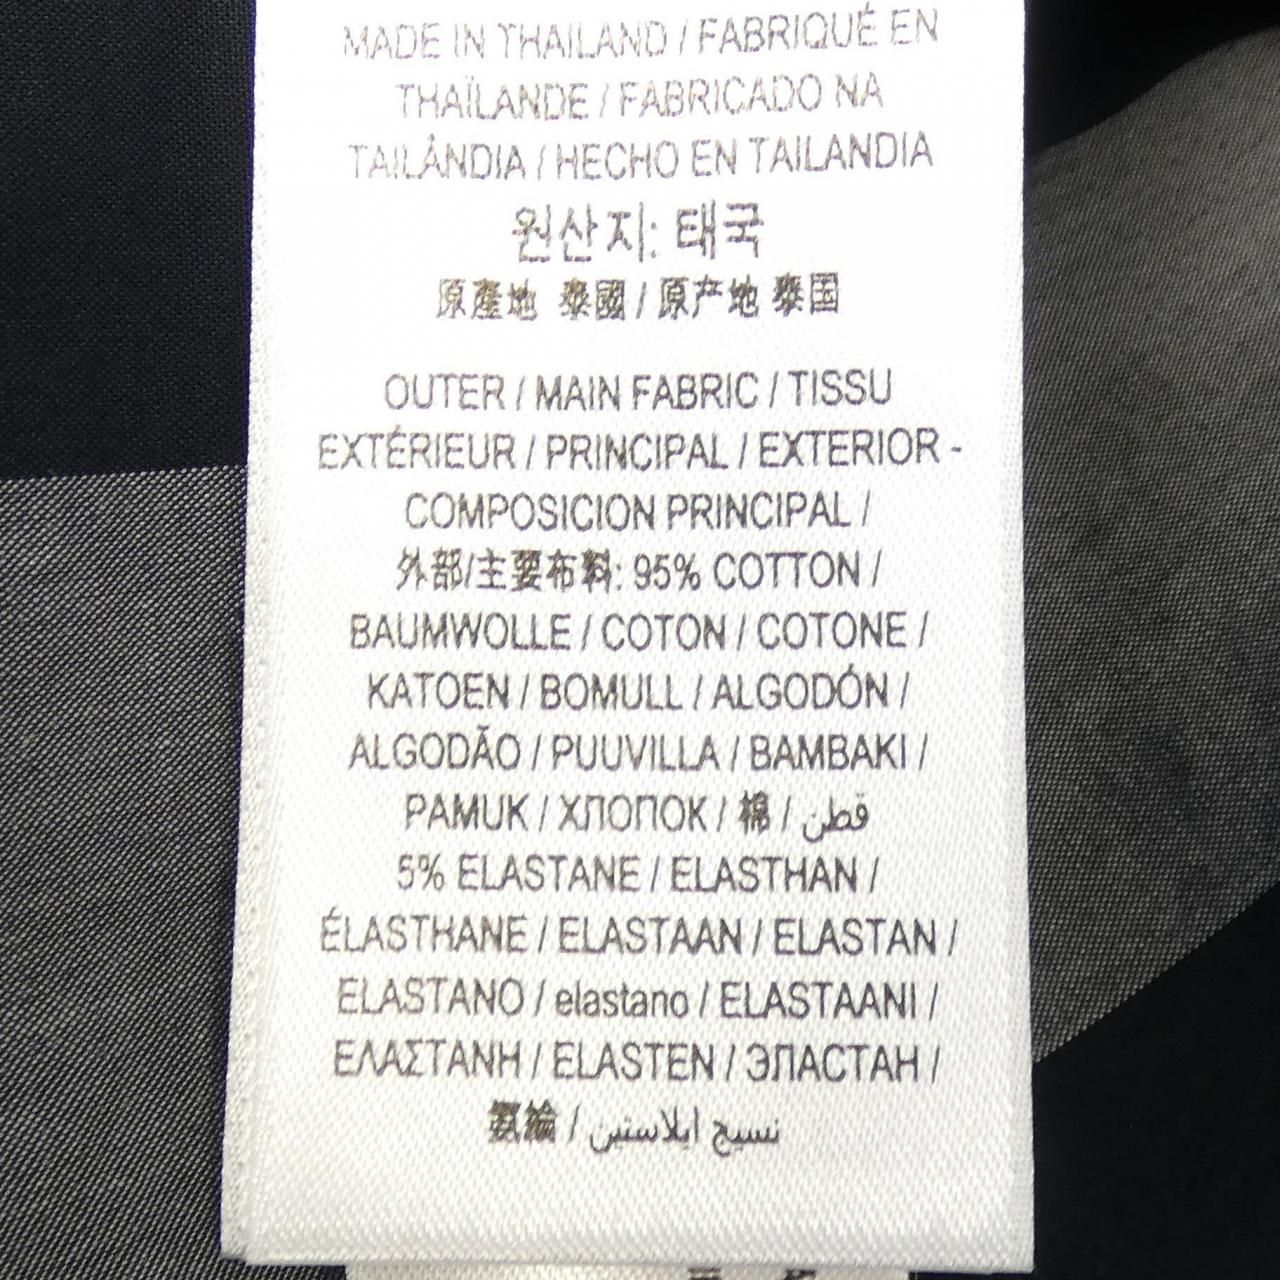 MADE IN THAILAND / FABRIQUÉ EN
THAÏLANDE / FABRICADO NA
TAILÂNDIA / HECHO EN TAILANDIA
원산지: 태국
原產地 泰國 / 原产地 泰国
OUTER / MAIN FABRIC / TISSU
EXTÉRIEUR / PRINCIPAL / EXTERIOR -
COMPOSICION PRINCIPAL /
外部/主要布料: 95% COTTON /
BAUMWOLLE / COTON / COTONE /
KATOEN / BOMULL / ALGODÓN /
ALGODÃO / PUUVILLA / BAMBAKI /
PAMUK / ХЛОПОК / 棉 / قطن
5% ELASTANE / ELASTHAN /
ÉLASTHANE / ELASTAAN / ELASTAN /
ELASTANO / elastano / ELASTAANI /
ΕΛΑΣΤΑΝΗ / ELASTEN / ЭЛАСТАН /
氨綸 / نسيج ايلاستين